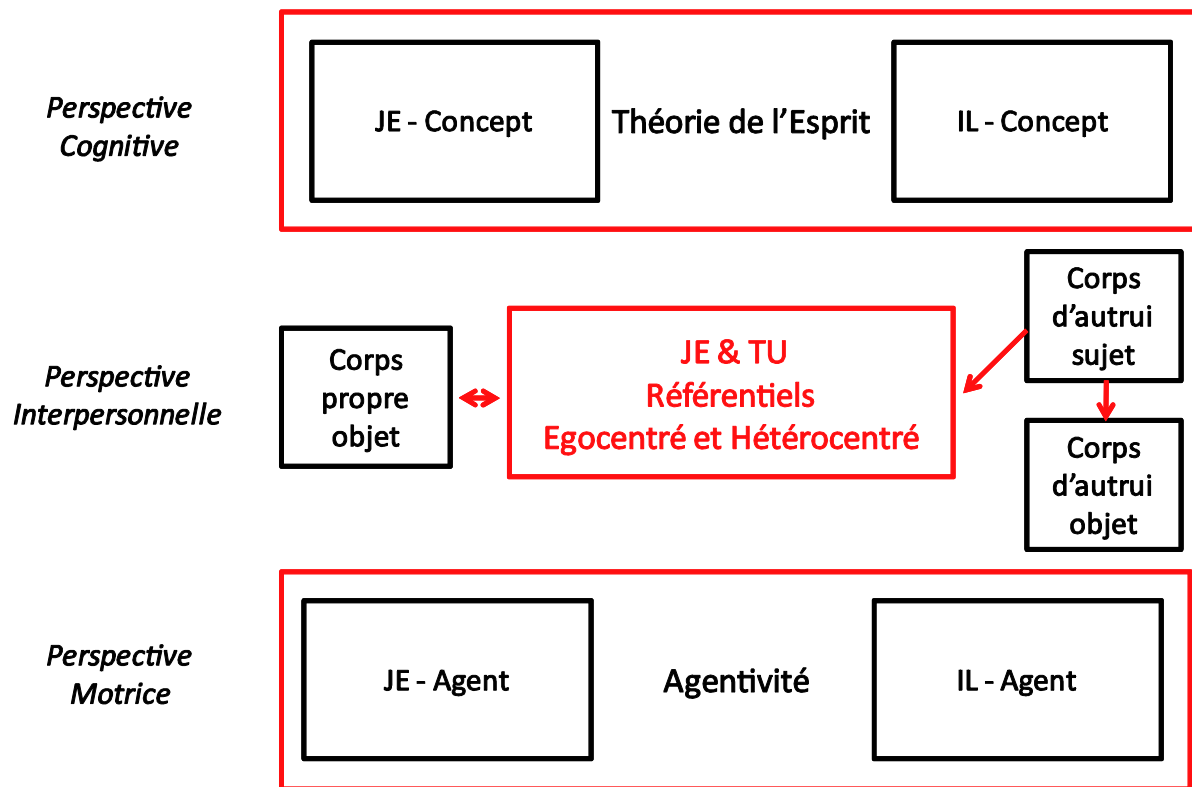 Perspective
Cognitive
JE - Concept
Théorie de l'Esprit
IL - Concept
Perspective
Interpersonnelle
Corps
propre
objet
JE & TU
Référentiels
Egocentré et Hétérocentré
Corps
d'autrui
sujet
Corps
d'autrui
objet
Perspective
Motrice
JE - Agent
Agentivité
IL - Agent